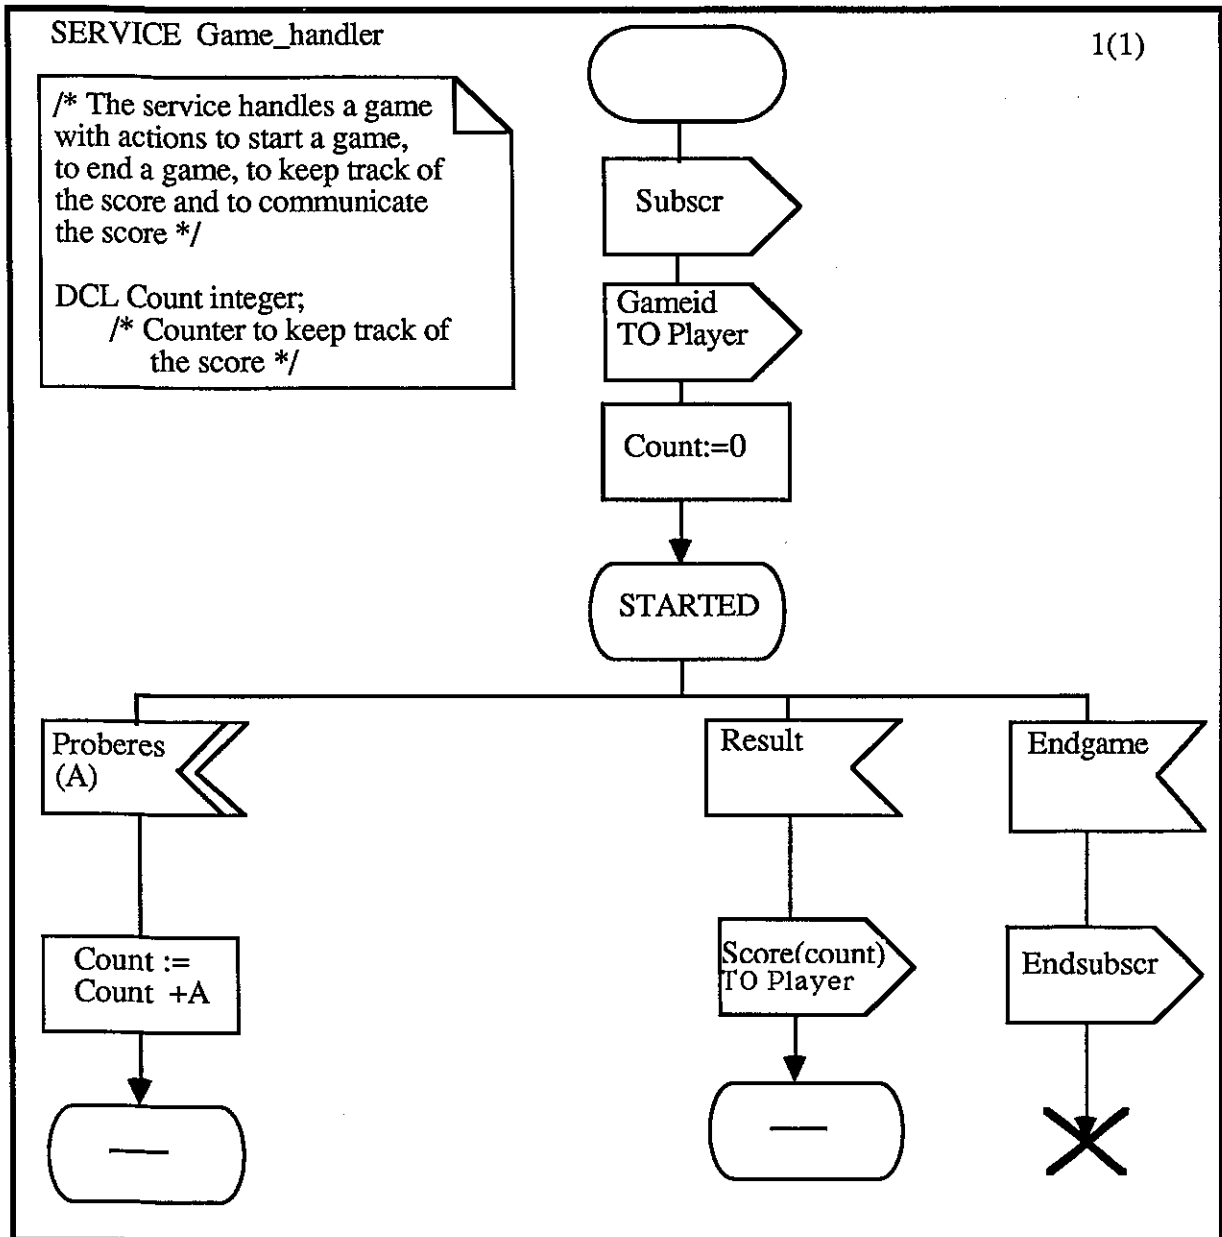 SERVICE Game_handler
1(1)
/* The service handles a game
with actions to start a game,
to end a game, to keep track of
the score and to communicate
the score */
DCL Count integer;
/* Counter to keep track of
the score */
Subscr
Gameid
TO Player
Count:=0
STARTED
Proberes
(A)
Result
Endgame
Count :=
Count +A
Score(count)
TO Player
Endsubscr